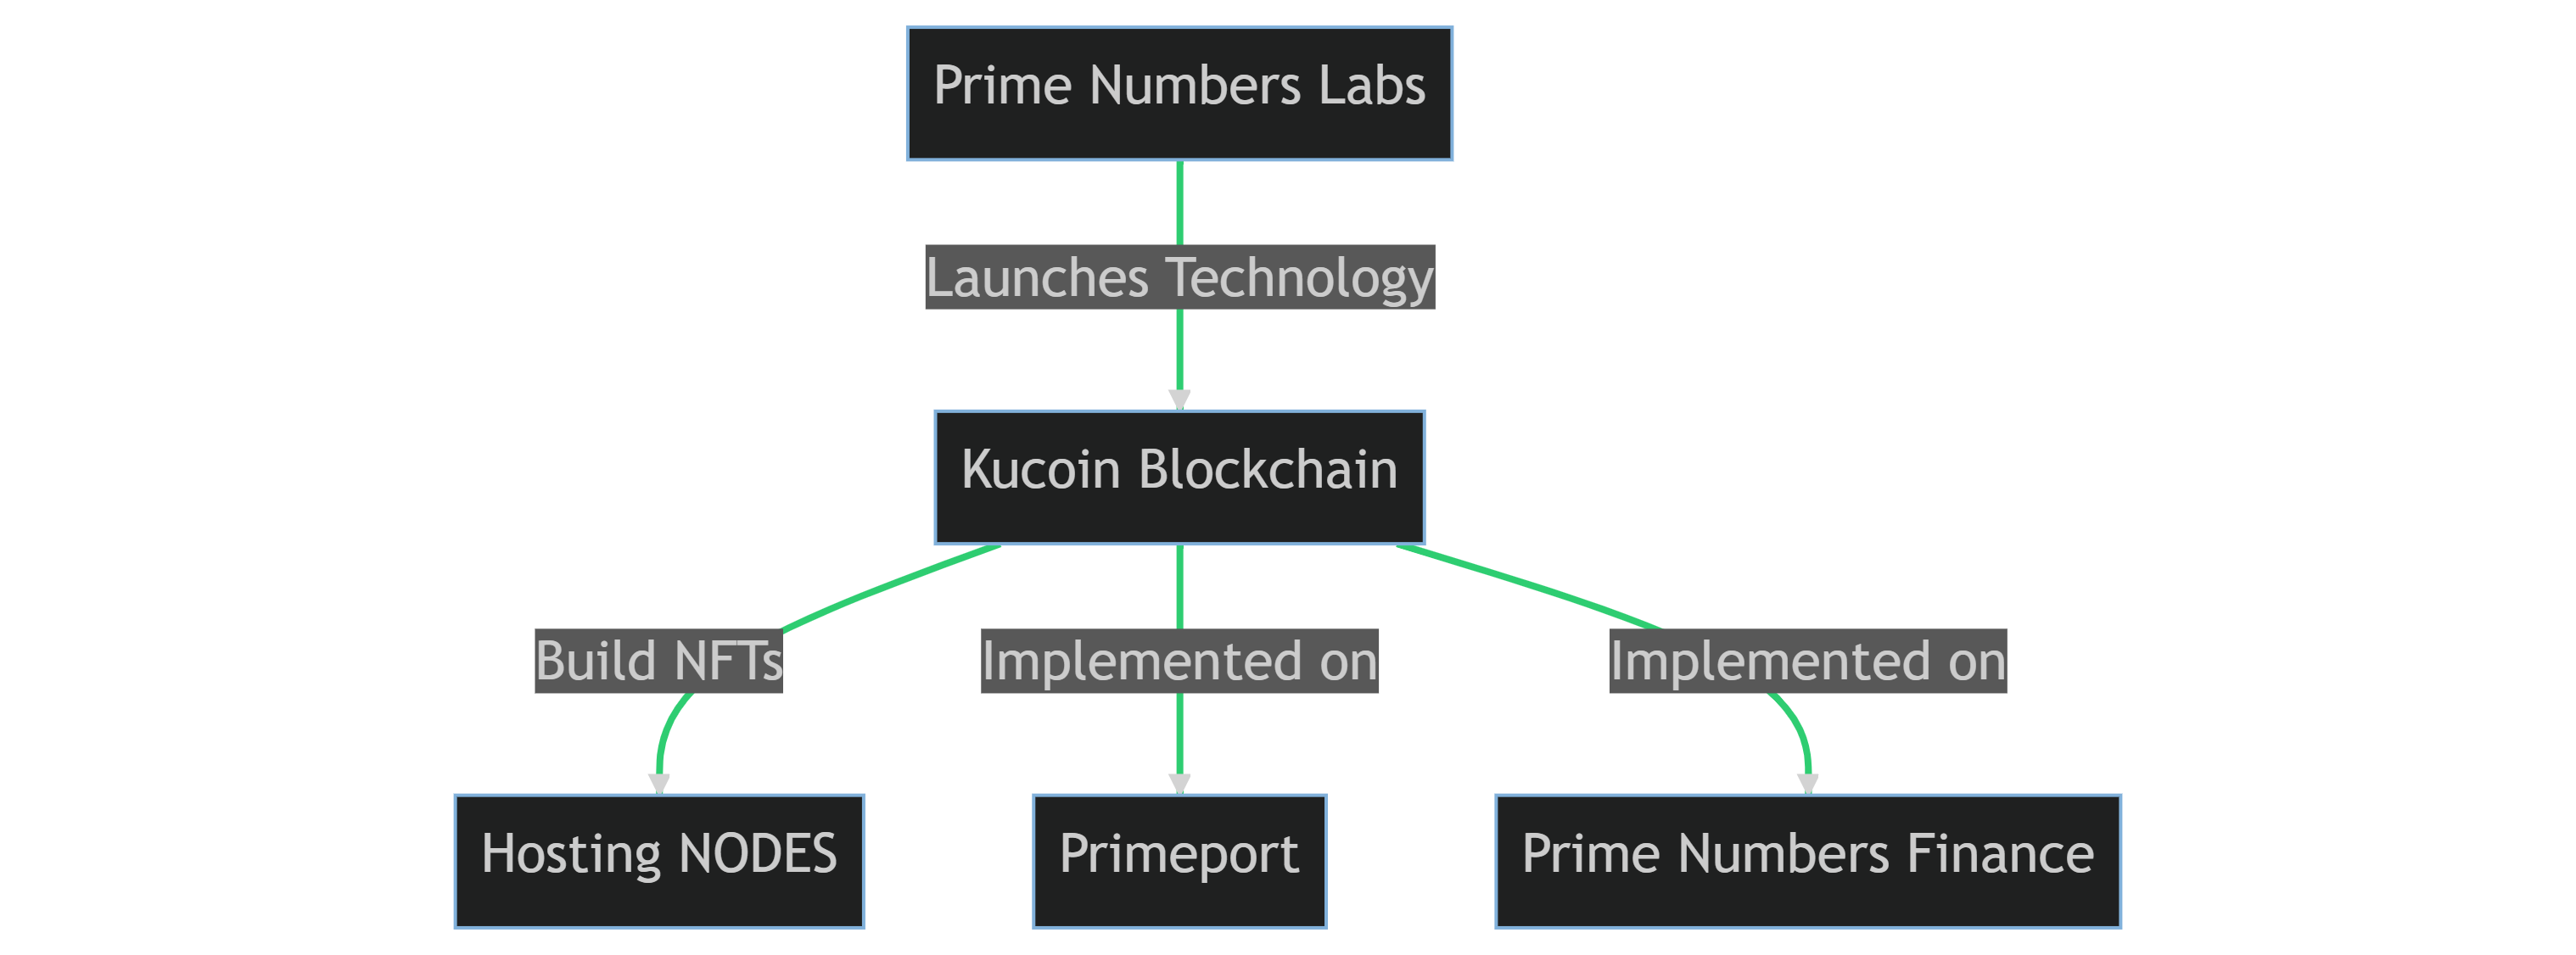 Prime Numbers Labs
Launches Technology
Kucoin Blockchain
Build NFTs
Implemented on
Implemented on
Hosting NODES
Primeport
Prime Numbers Finance